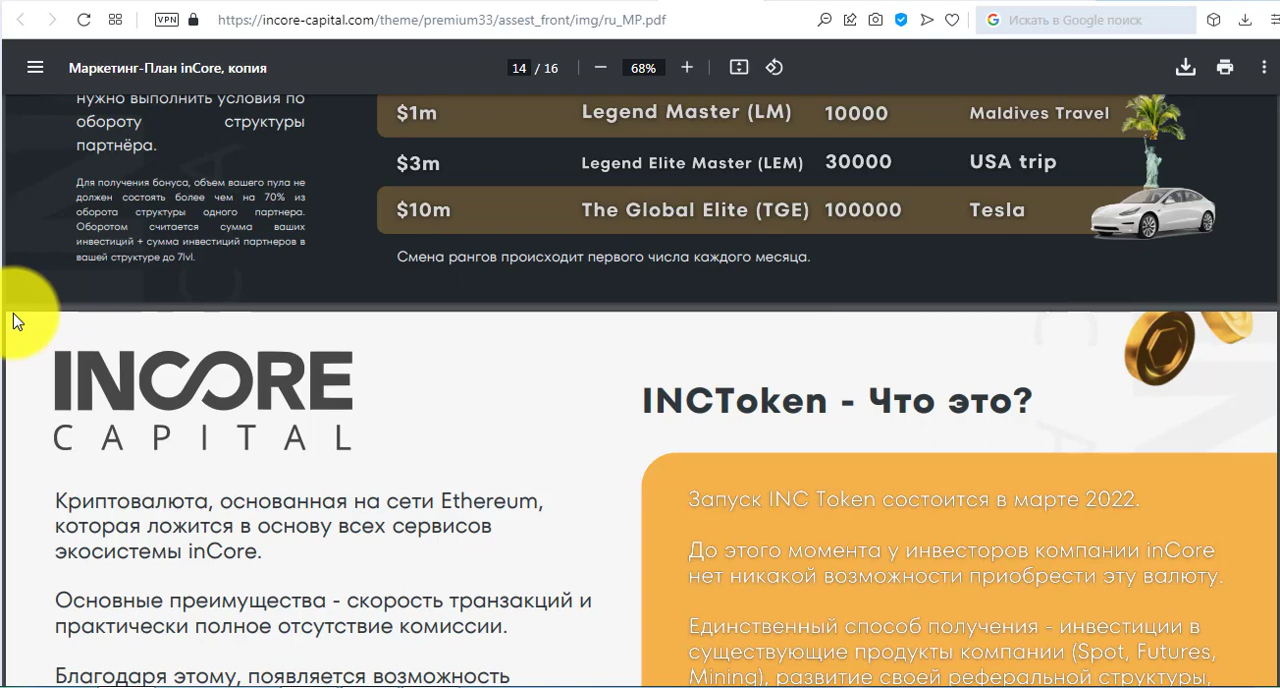 VPN
https://incore-capital.com/theme/premium33/assest_front/img/ru_MP.pdf
Искать в Google поиск
Маркетинг-План inCore, копия
14 / 16
68%
нужно выполнить условия по
обороту структуры
партнёра.
Для получения бонуса, объем вашего пула не
должен состоять более чем на 70% из
оборота структуры одного партнера.
Оборотом считается сумма ваших
инвестиций + сумма инвестиций партнеров в
вашей структуре до 7lvl.
$1m Legend Master (LM) 10000 Maldives Travel
$3m Legend Elite Master (LEM) 30000 USA trip
$10m The Global Elite (TGE) 100000 Tesla
Смена рангов происходит первого числа каждого месяца.
INCORE
CAPITAL
Криптовалюта, основанная на сети Ethereum,
которая ложится в основу всех сервисов
экосистемы inCore.
Основные преимущества - скорость транзакций и
практически полное отсутствие комиссии.
Благодаря этому, появляется возможность
INCToken - Что это?
Запуск INC Token состоится в марте 2022.
До этого момента у инвесторов компании inCore
нет никакой возможности приобрести эту валюту.
Единственный способ получения - инвестиции в
существующие продукты компании (Spot, Futures,
Mining), развитие своей реферальной структуры,